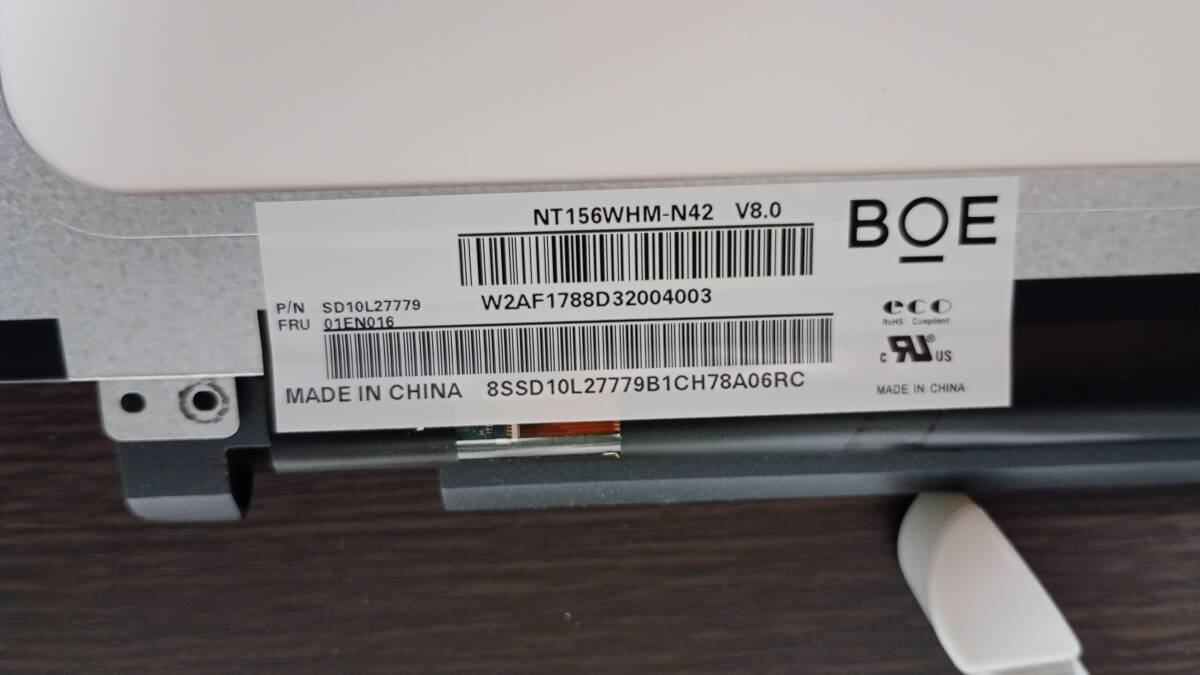 NT156WHM-N42 V8.0
BOE
P/N SD10L27779
W2AF1788D32004003
FRU 01EN016
eco
RoHS Compliant
c RU® US
MADE IN CHINA 8SSD10L27779B1CH78A06RC
MADE IN CHINA